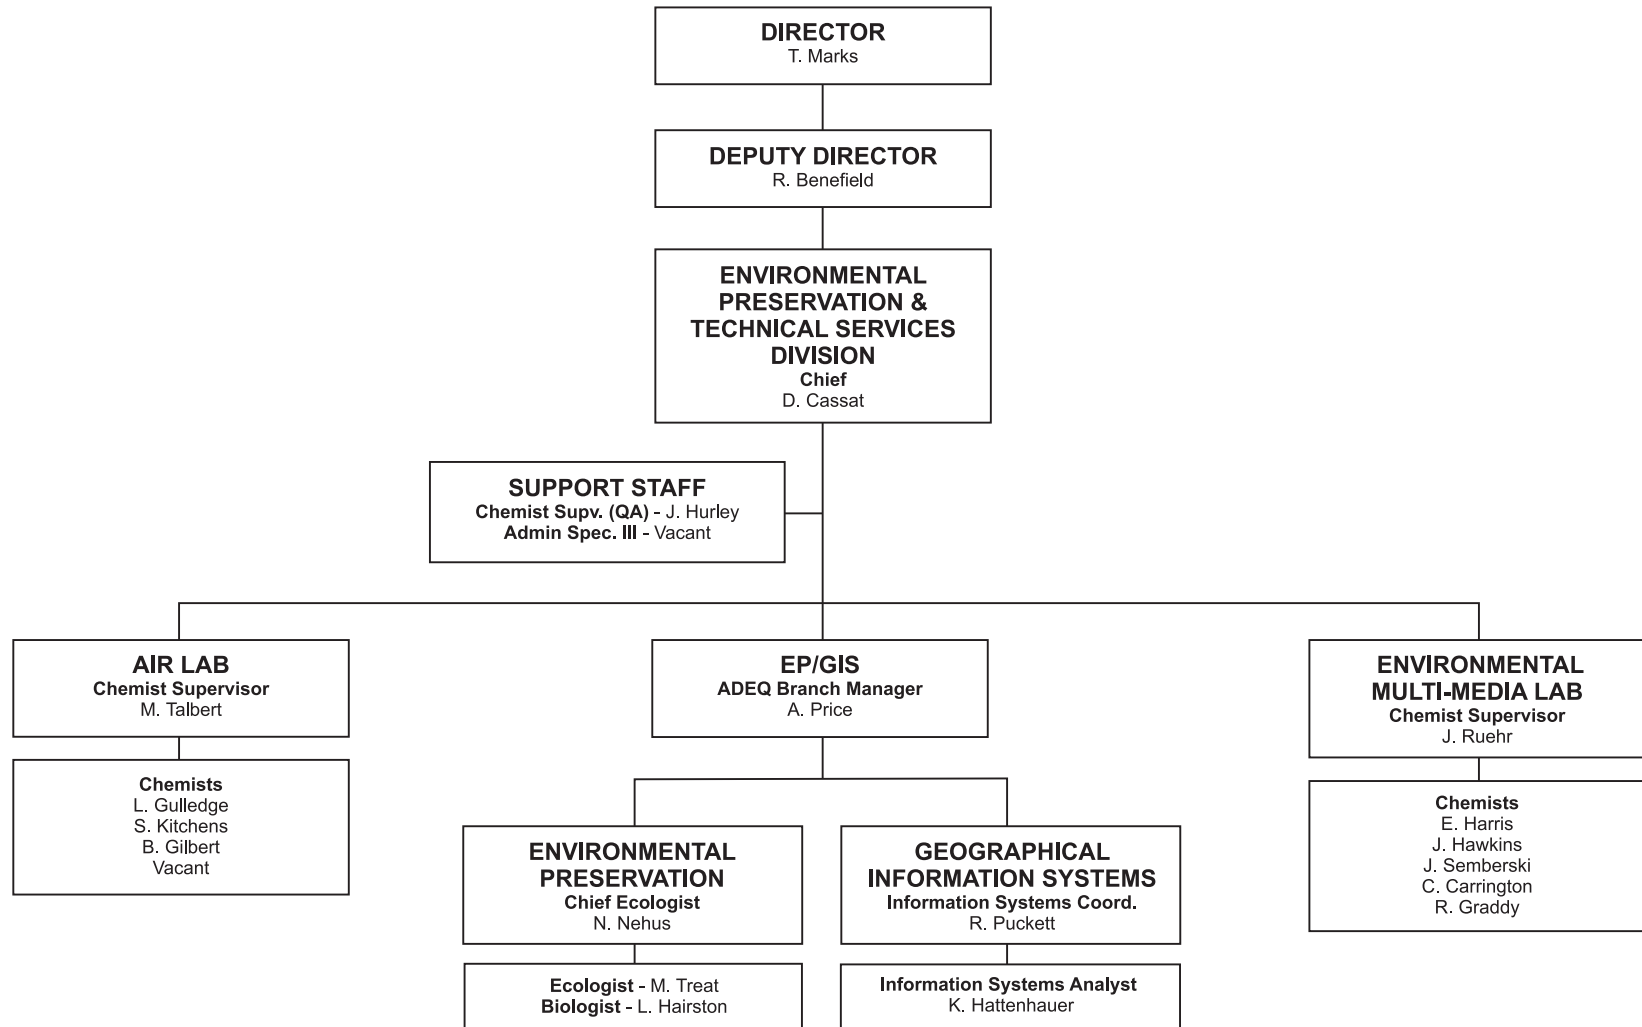 DIRECTOR
T. Marks
DEPUTY DIRECTOR
R. Benefield
ENVIRONMENTAL
PRESERVATION &
TECHNICAL SERVICES
DIVISION
Chief
D. Cassat
SUPPORT STAFF
Chemist Supv. (QA) - J. Hurley
Admin Spec. III - Vacant
AIR LAB
Chemist Supervisor
M. Talbert
Chemists
L. Gulledge
S. Kitchens
B. Gilbert
Vacant
EP/GIS
ADEQ Branch Manager
A. Price
ENVIRONMENTAL
PRESERVATION
Chief Ecologist
N. Nehus
Ecologist - M. Treat
Biologist - L. Hairston
GEOGRAPHICAL
INFORMATION SYSTEMS
Information Systems Coord.
R. Puckett
Information Systems Analyst
K. Hattenhauer
ENVIRONMENTAL
MULTI-MEDIA LAB
Chemist Supervisor
J. Ruehr
Chemists
E. Harris
J. Hawkins
J. Semberski
C. Carrington
R. Graddy